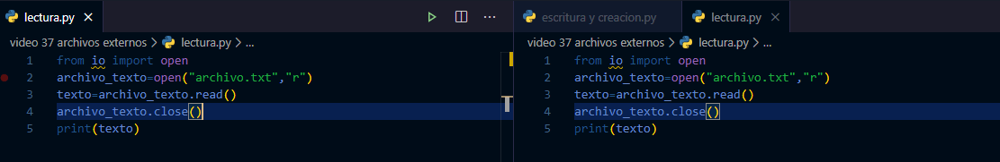 lectura.py
video 37 archivos externos > lectura.py > ...
1 from io import open
2 archivo_texto=open("archivo.txt","r")
3 texto=archivo_texto.read()
4 archivo_texto.close()
5 print(texto)
escritura y creacion.py lectura.py
video 37 archivos externos > lectura.py > ...
1 from io import open
2 archivo_texto=open("archivo.txt","r")
3 texto=archivo_texto.read()
4 archivo_texto.close()
5 print(texto)